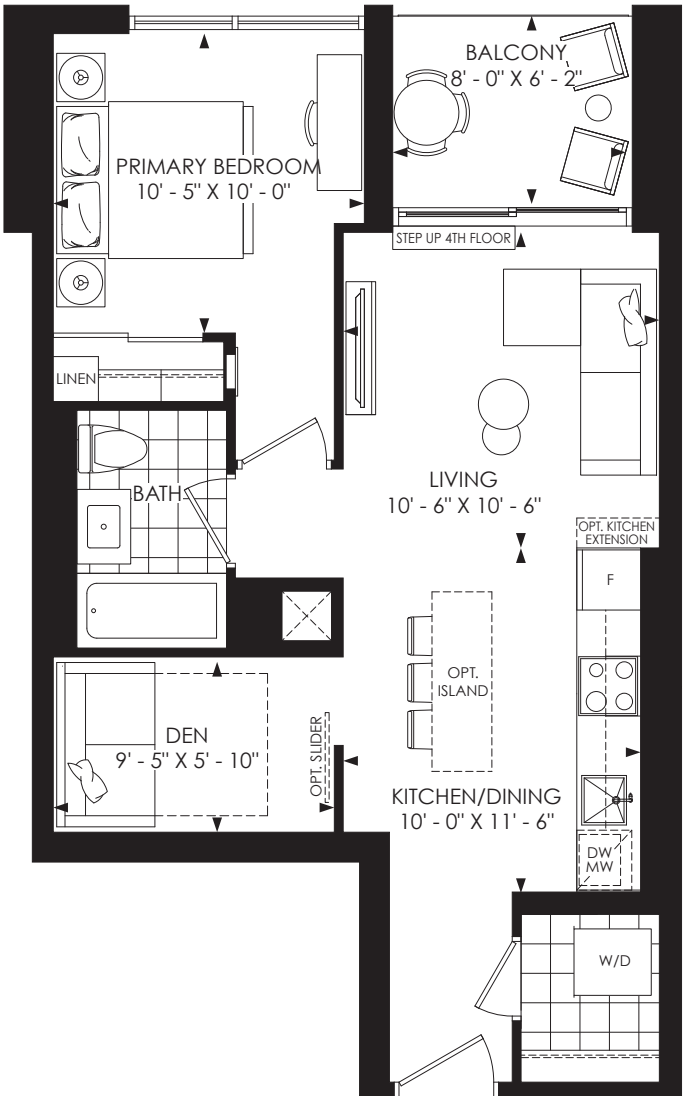 BALCONY
8' - 0" X 6' - 2"
PRIMARY BEDROOM
10' - 5" X 10' - 0"
STEP UP 4TH FLOOR
LINEN
BATH
LIVING
10' - 6" X 10' - 6"
OPT. KITCHEN
EXTENSION
F
OPT.
ISLAND
DEN
9' - 5" X 5' - 10"
OPT. SLIDER
KITCHEN/DINING
10' - 0" X 11' - 6"
DW
MW
W/D